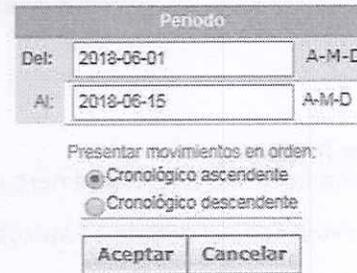 Periodo
Del: 2018-06-01 A-M-D
Al: 2018-06-15 A-M-D
Presentar movimientos en orden:
Cronológico ascendente
Cronológico descendente
Aceptar Cancelar